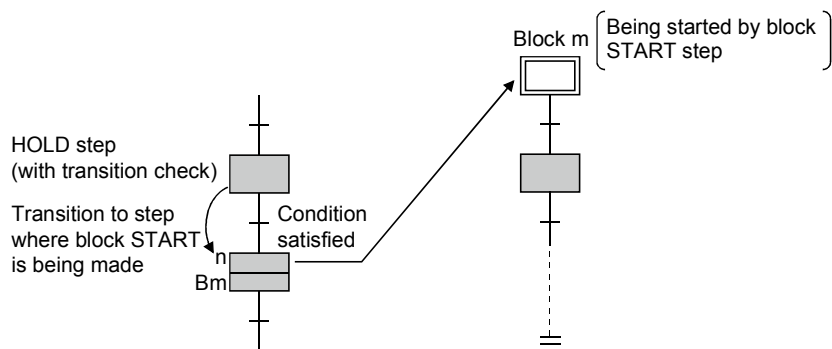 Block m
Being started by block
START step
HOLD step
(with transition check)
Transition to step
where block START
is being made
Condition
satisfied
n
Bm